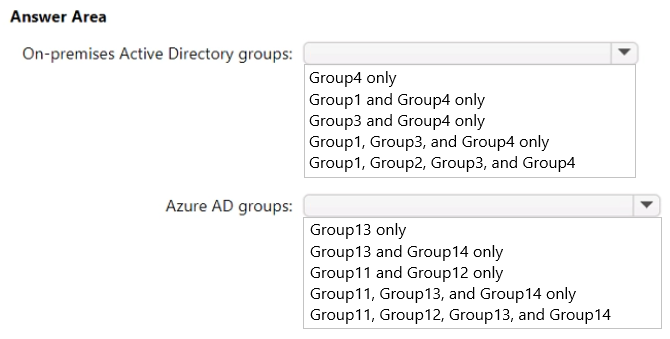 Answer Area
On-premises Active Directory groups:
Group4 only
Group1 and Group4 only
Group3 and Group4 only
Group1, Group3, and Group4 only
Group1, Group2, Group3, and Group4
Azure AD groups:
Group13 only
Group13 and Group14 only
Group11 and Group12 only
Group11, Group13, and Group14 only
Group11, Group12, Group13, and Group14